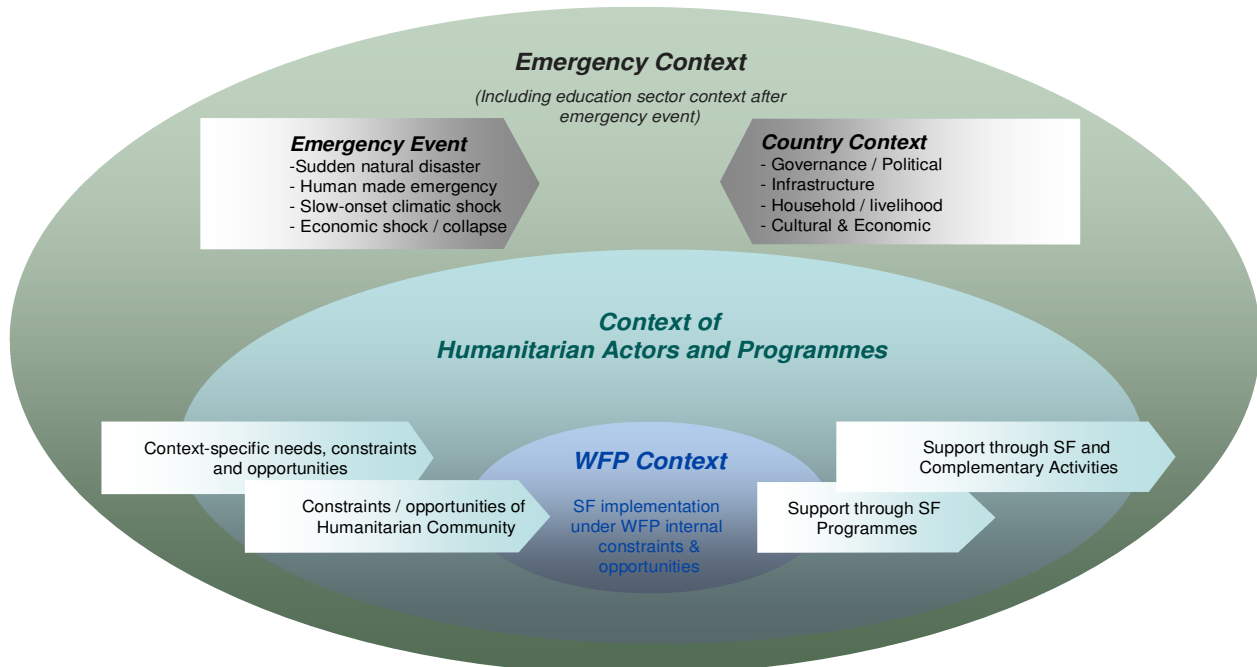 Emergency Context
(Including education sector context after
emergency event)
Emergency Event
-Sudden natural disaster
- Human made emergency
- Slow-onset climatic shock
- Economic shock / collapse
Country Context
- Governance / Political
- Infrastructure
- Household / livelihood
- Cultural & Economic
Context of
Humanitarian Actors and Programmes
Context-specific needs, constraints
and opportunities
Constraints / opportunities of
Humanitarian Community
WFP Context
SF implementation
under WFP internal
constraints &
opportunities
Support through SF and
Complementary Activities
Support through SF
Programmes